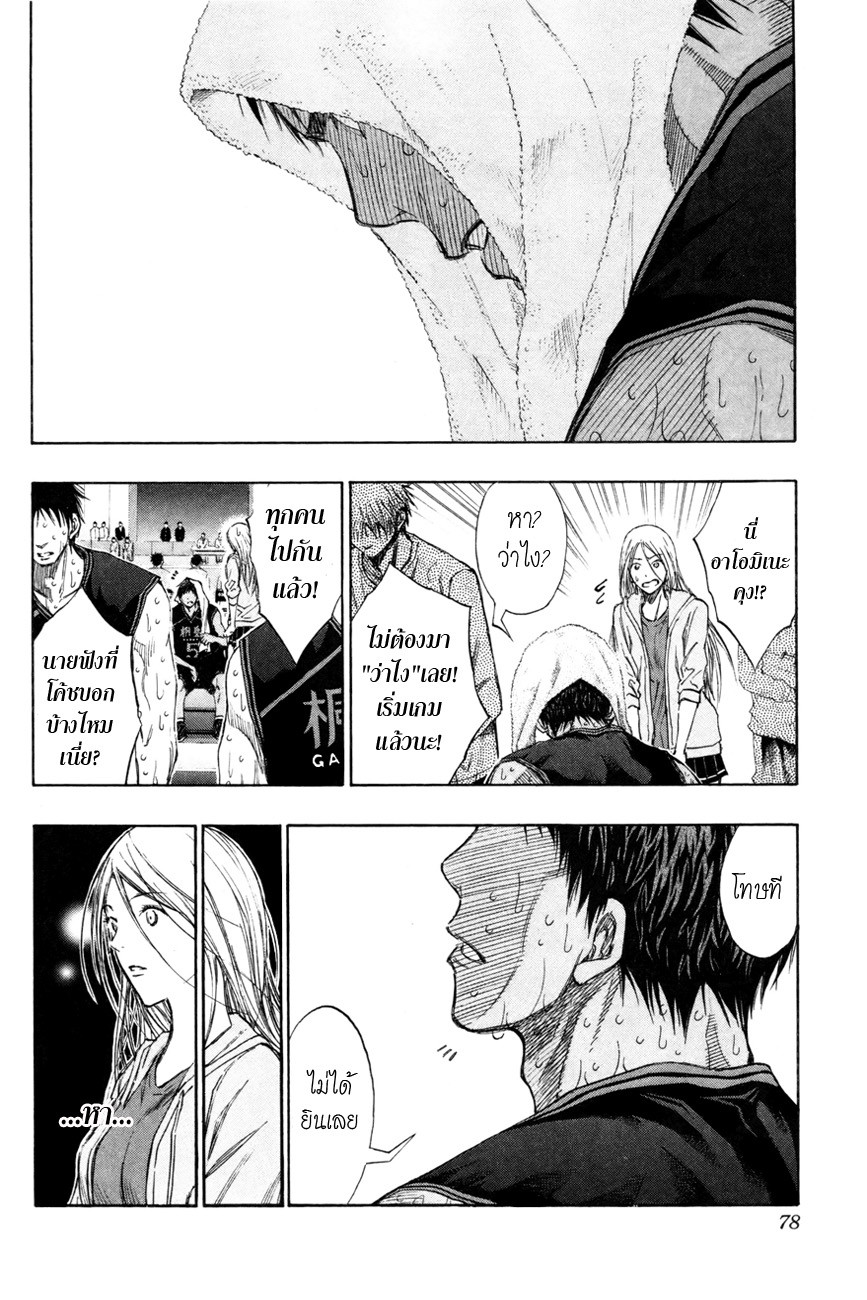 นี่
อาโอมิเนะ
คุง!?
หา?
ว่าไง?
ไม่ต้องมา
"ว่าไง"เลย!
เริ่มเกม
แล้วนะ!
ทุกคน
ไปกัน
แล้ว!
นายฟังที่
โค้ชบอก
บ้างไหม
เนี่ย?
桐皇
5
桐
GA
โทษที
ไม่ได้
ยินเลย
...หา...
78